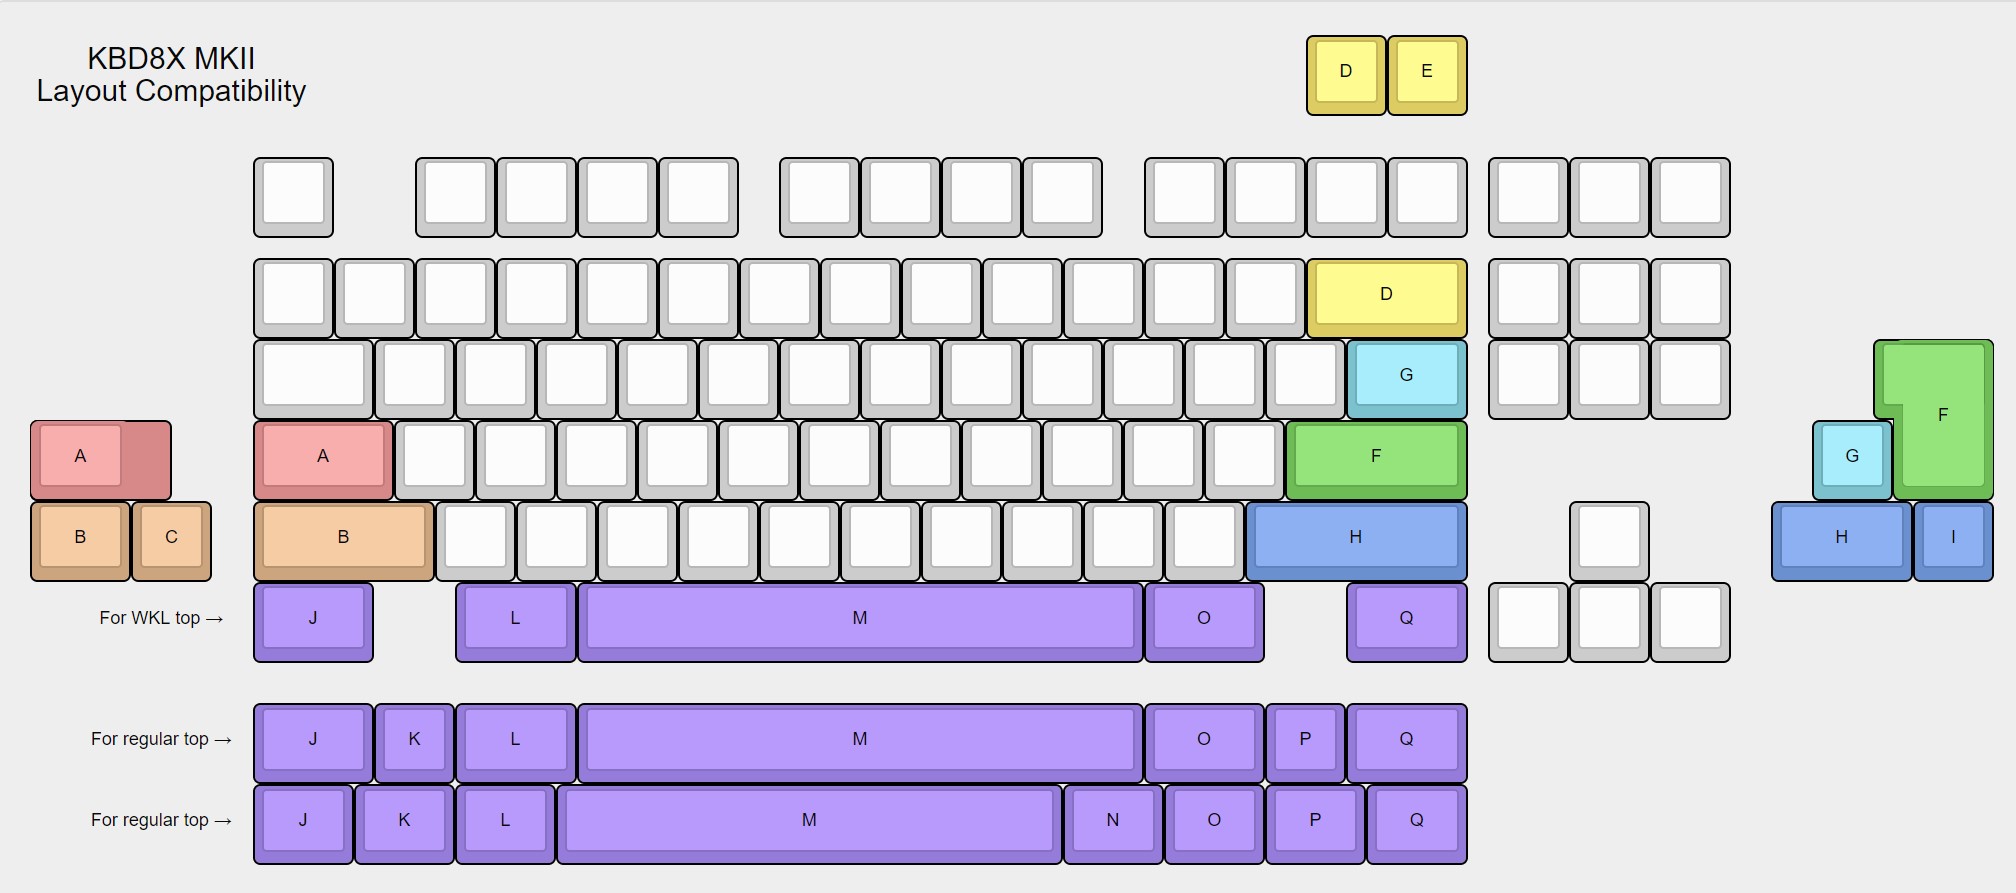 KBD8X MKII
Layout Compatibility
D E
D
G
F
A
A
F
G
B C
B
H
H I
For WKL top →
J L M O Q
For regular top →
J K L M O P Q
For regular top →
J K L M N O P Q